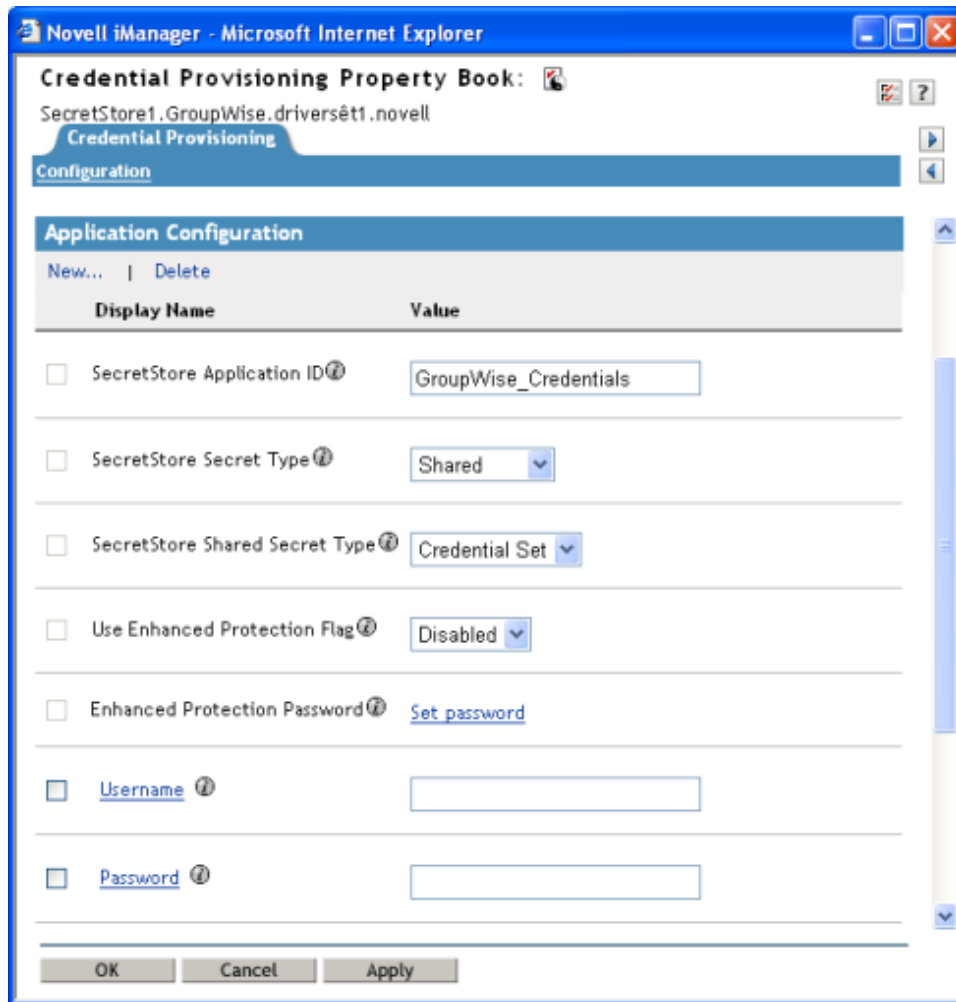 Novell iManager - Microsoft Internet Explorer
Credential Provisioning Property Book:
SecretStore1.GroupWise.driversêt1.novell
Credential Provisioning
Configuration
Application Configuration
New... | Delete
Display Name Value
SecretStore Application ID GroupWise_Credentials
SecretStore Secret Type Shared
SecretStore Shared Secret Type Credential Set
Use Enhanced Protection Flag Disabled
Enhanced Protection Password Set password
Username
Password
OK Cancel Apply